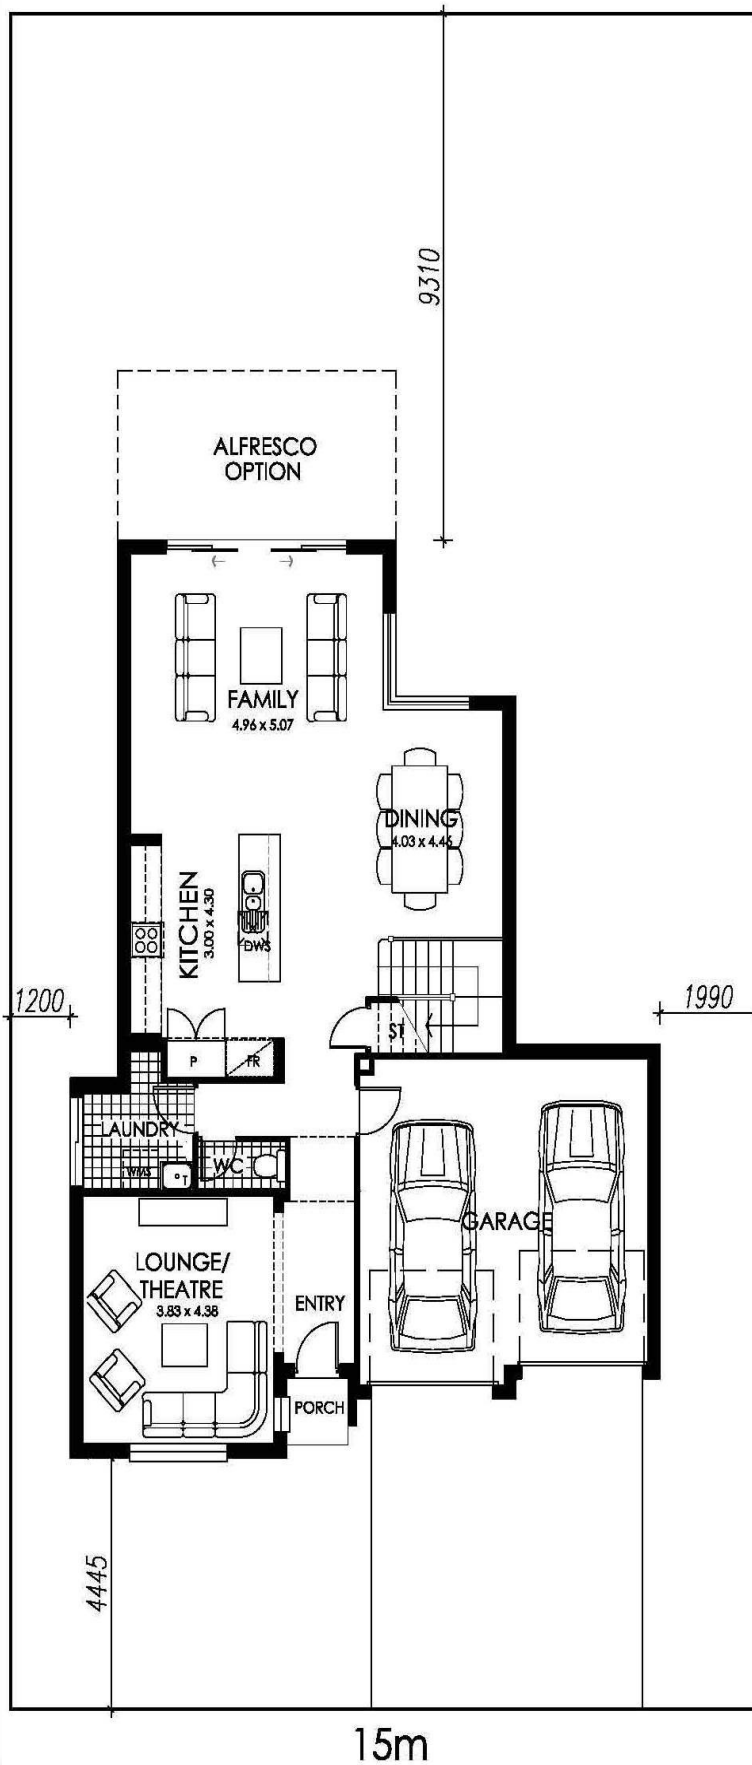 9310
ALFRESCO
OPTION
FAMILY
4.96 x 5.07
DINING
4.03 x 4.46
KITCHEN
3.00 x 4.30
DWS
1200
1990
ST
P
FR
LAUNDRY
WMS
T
WC
GARAGE
LOUNGE/
THEATRE
3.83 x 4.38
ENTRY
PORCH
4445
15m